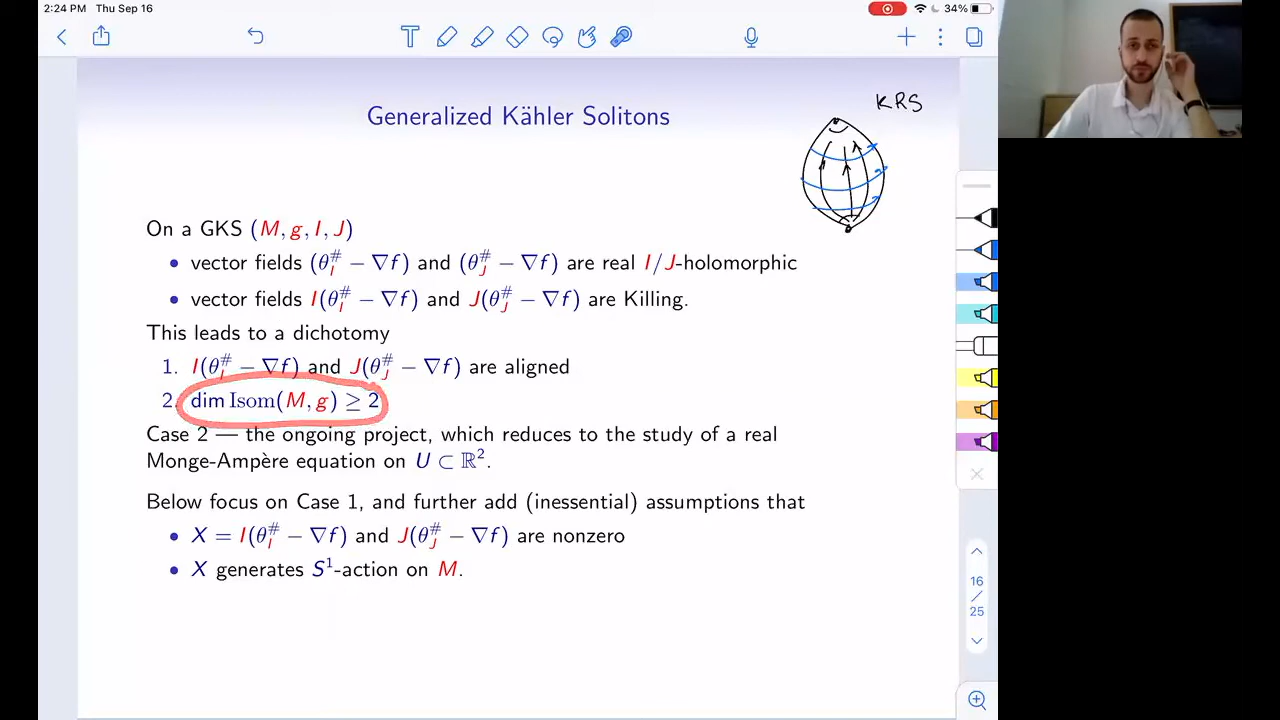 2:24 PM Thu Sep 16
34%
T
Generalized Kähler Solitons
KRS
On a GKS (M, g, I, J)
• vector fields (θ_I^# − ∇f) and (θ_J^# − ∇f) are real I/J-holomorphic
• vector fields I(θ_I^# − ∇f) and J(θ_J^# − ∇f) are Killing.
This leads to a dichotomy
1. I(θ_I^# − ∇f) and J(θ_J^# − ∇f) are aligned
2. dim Isom(M, g) ≥ 2
Case 2 — the ongoing project, which reduces to the study of a real
Monge-Ampère equation on U ⊂ ℝ².
Below focus on Case 1, and further add (inessential) assumptions that
• X = I(θ_I^# − ∇f) and J(θ_J^# − ∇f) are nonzero
• X generates S¹-action on M.
16
/
25